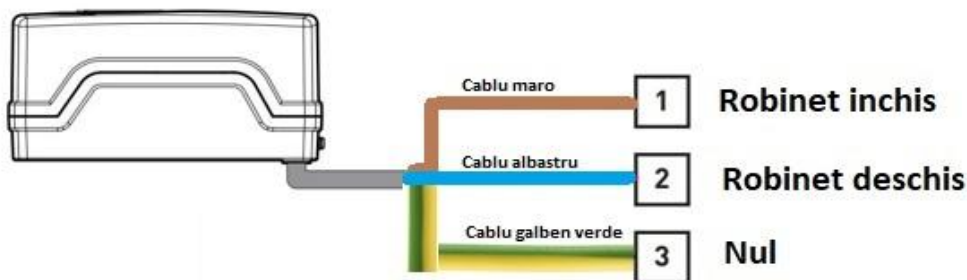 Cablu maro
1 Robinet inchis
Cablu albastru
2 Robinet deschis
Cablu galben verde
3 Nul